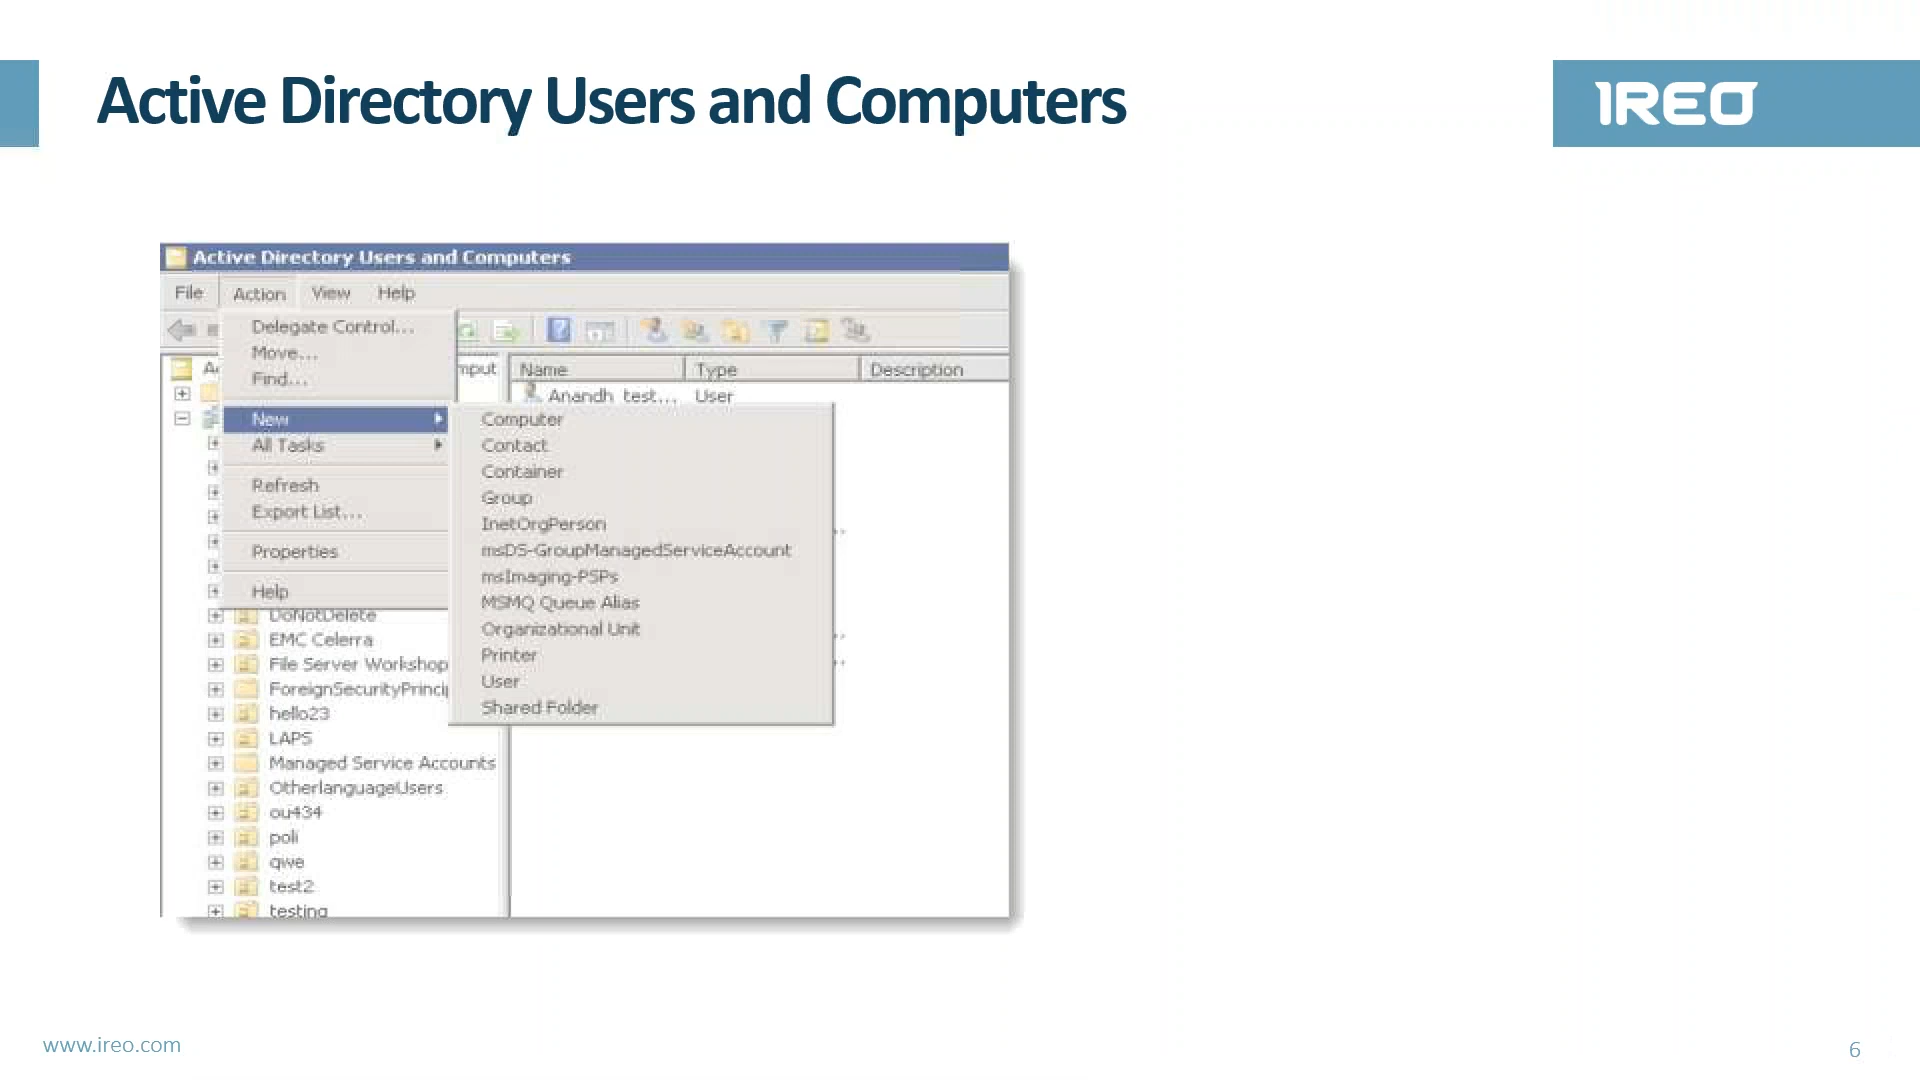 Active Directory Users and Computers
IREO
Active Directory Users and Computers
File Action View Help
Delegate Control...
Move...
Find...
New
All Tasks
Refresh
Export List...
Properties
Help
Name Type Description
Anandh test... User
Computer
Contact
Container
Group
InetOrgPerson
msDS-GroupManagedServiceAccount
msImaging-PSPs
MSMQ Queue Alias
Organizational Unit
Printer
User
Shared Folder
DoNotDelete
EMC Celerra
File Server Workshop
ForeignSecurityPrincip
hello23
LAPS
Managed Service Accounts
OtherlanguageUsers
ou434
poli
qwe
test2
testing
www.ireo.com
6